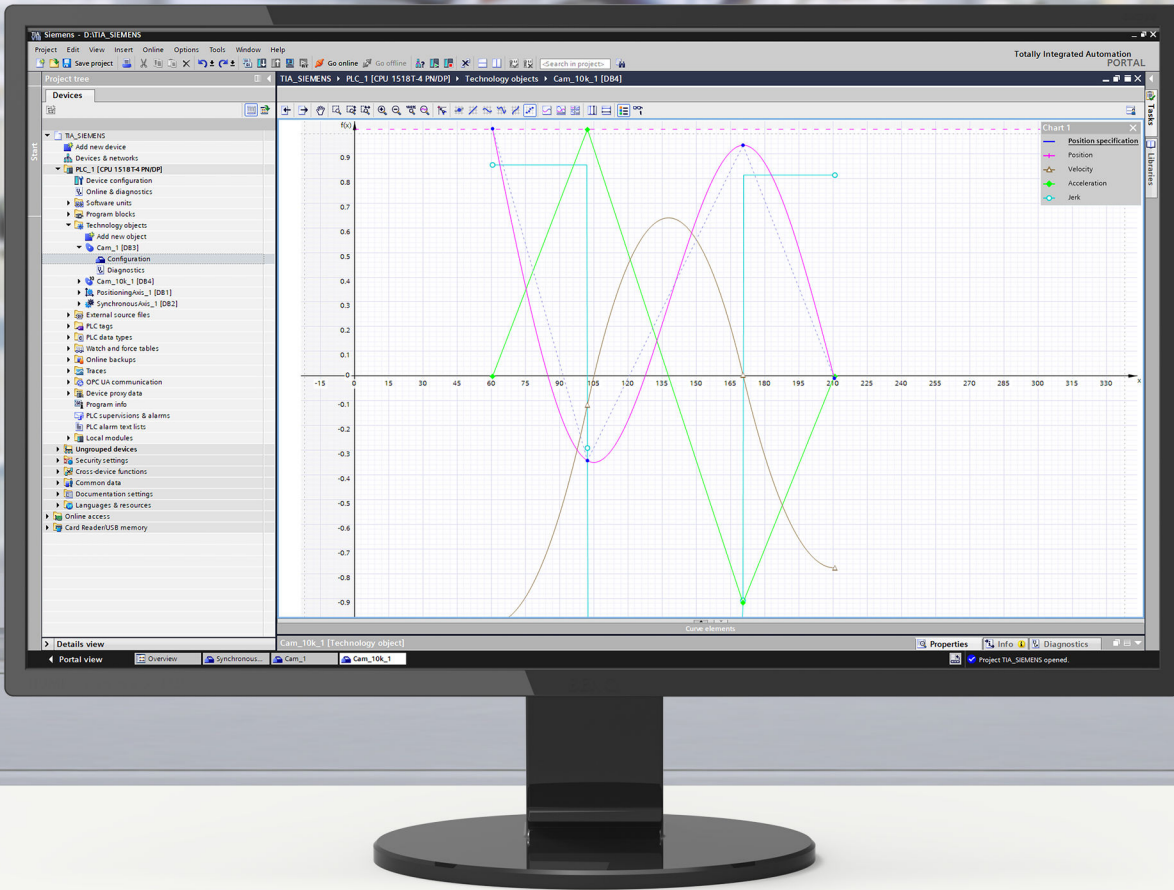 Siemens - D:\TIA_SIEMENS
Project Edit View Insert Online Options Tools Window Help
Save project Go online Go offline <Search in project>
Totally Integrated Automation
PORTAL
Project tree
TIA_SIEMENS PLC_1 [CPU 1518T-4 PN/DP] Technology objects Cam_10k_1 [DB4]
Devices
Start
TIA_SIEMENS
Add new device
Devices & networks
PLC_1 [CPU 1518T-4 PN/DP]
Device configuration
Online & diagnostics
Software units
Program blocks
Technology objects
Add new object
Cam_1 [DB3]
Configuration
Diagnostics
Cam_10k_1 [DB4]
PositioningAxis_1 [DB1]
SynchronousAxis_1 [DB2]
External source files
PLC tags
PLC data types
Watch and force tables
Online backups
Traces
OPC UA communication
Device proxy data
Program info
PLC supervisions & alarms
PLC alarm text lists
Local modules
Ungrouped devices
Security settings
Cross-device functions
Common data
Documentation settings
Languages & resources
Online access
Card Reader/USB memory
f(x)
0.9
0.8
0.7
0.6
0.5
0.4
0.3
0.2
0.1
0
-0.1
-0.2
-0.3
-0.4
-0.5
-0.6
-0.7
-0.8
-0.9
-15 0 15 30 45 60 75 90 105 120 135 150 165 180 195 210 225 240 255 270 285 300 315 330 x
Chart 1
Position specification
Position
Velocity
Acceleration
Jerk
Tasks
Libraries
Curve elements
Details view
Cam_10k_1 [Technology object]
Properties Info Diagnostics
Portal view Overview Synchronous... Cam_1 Cam_10k_1
Project TIA_SIEMENS opened.